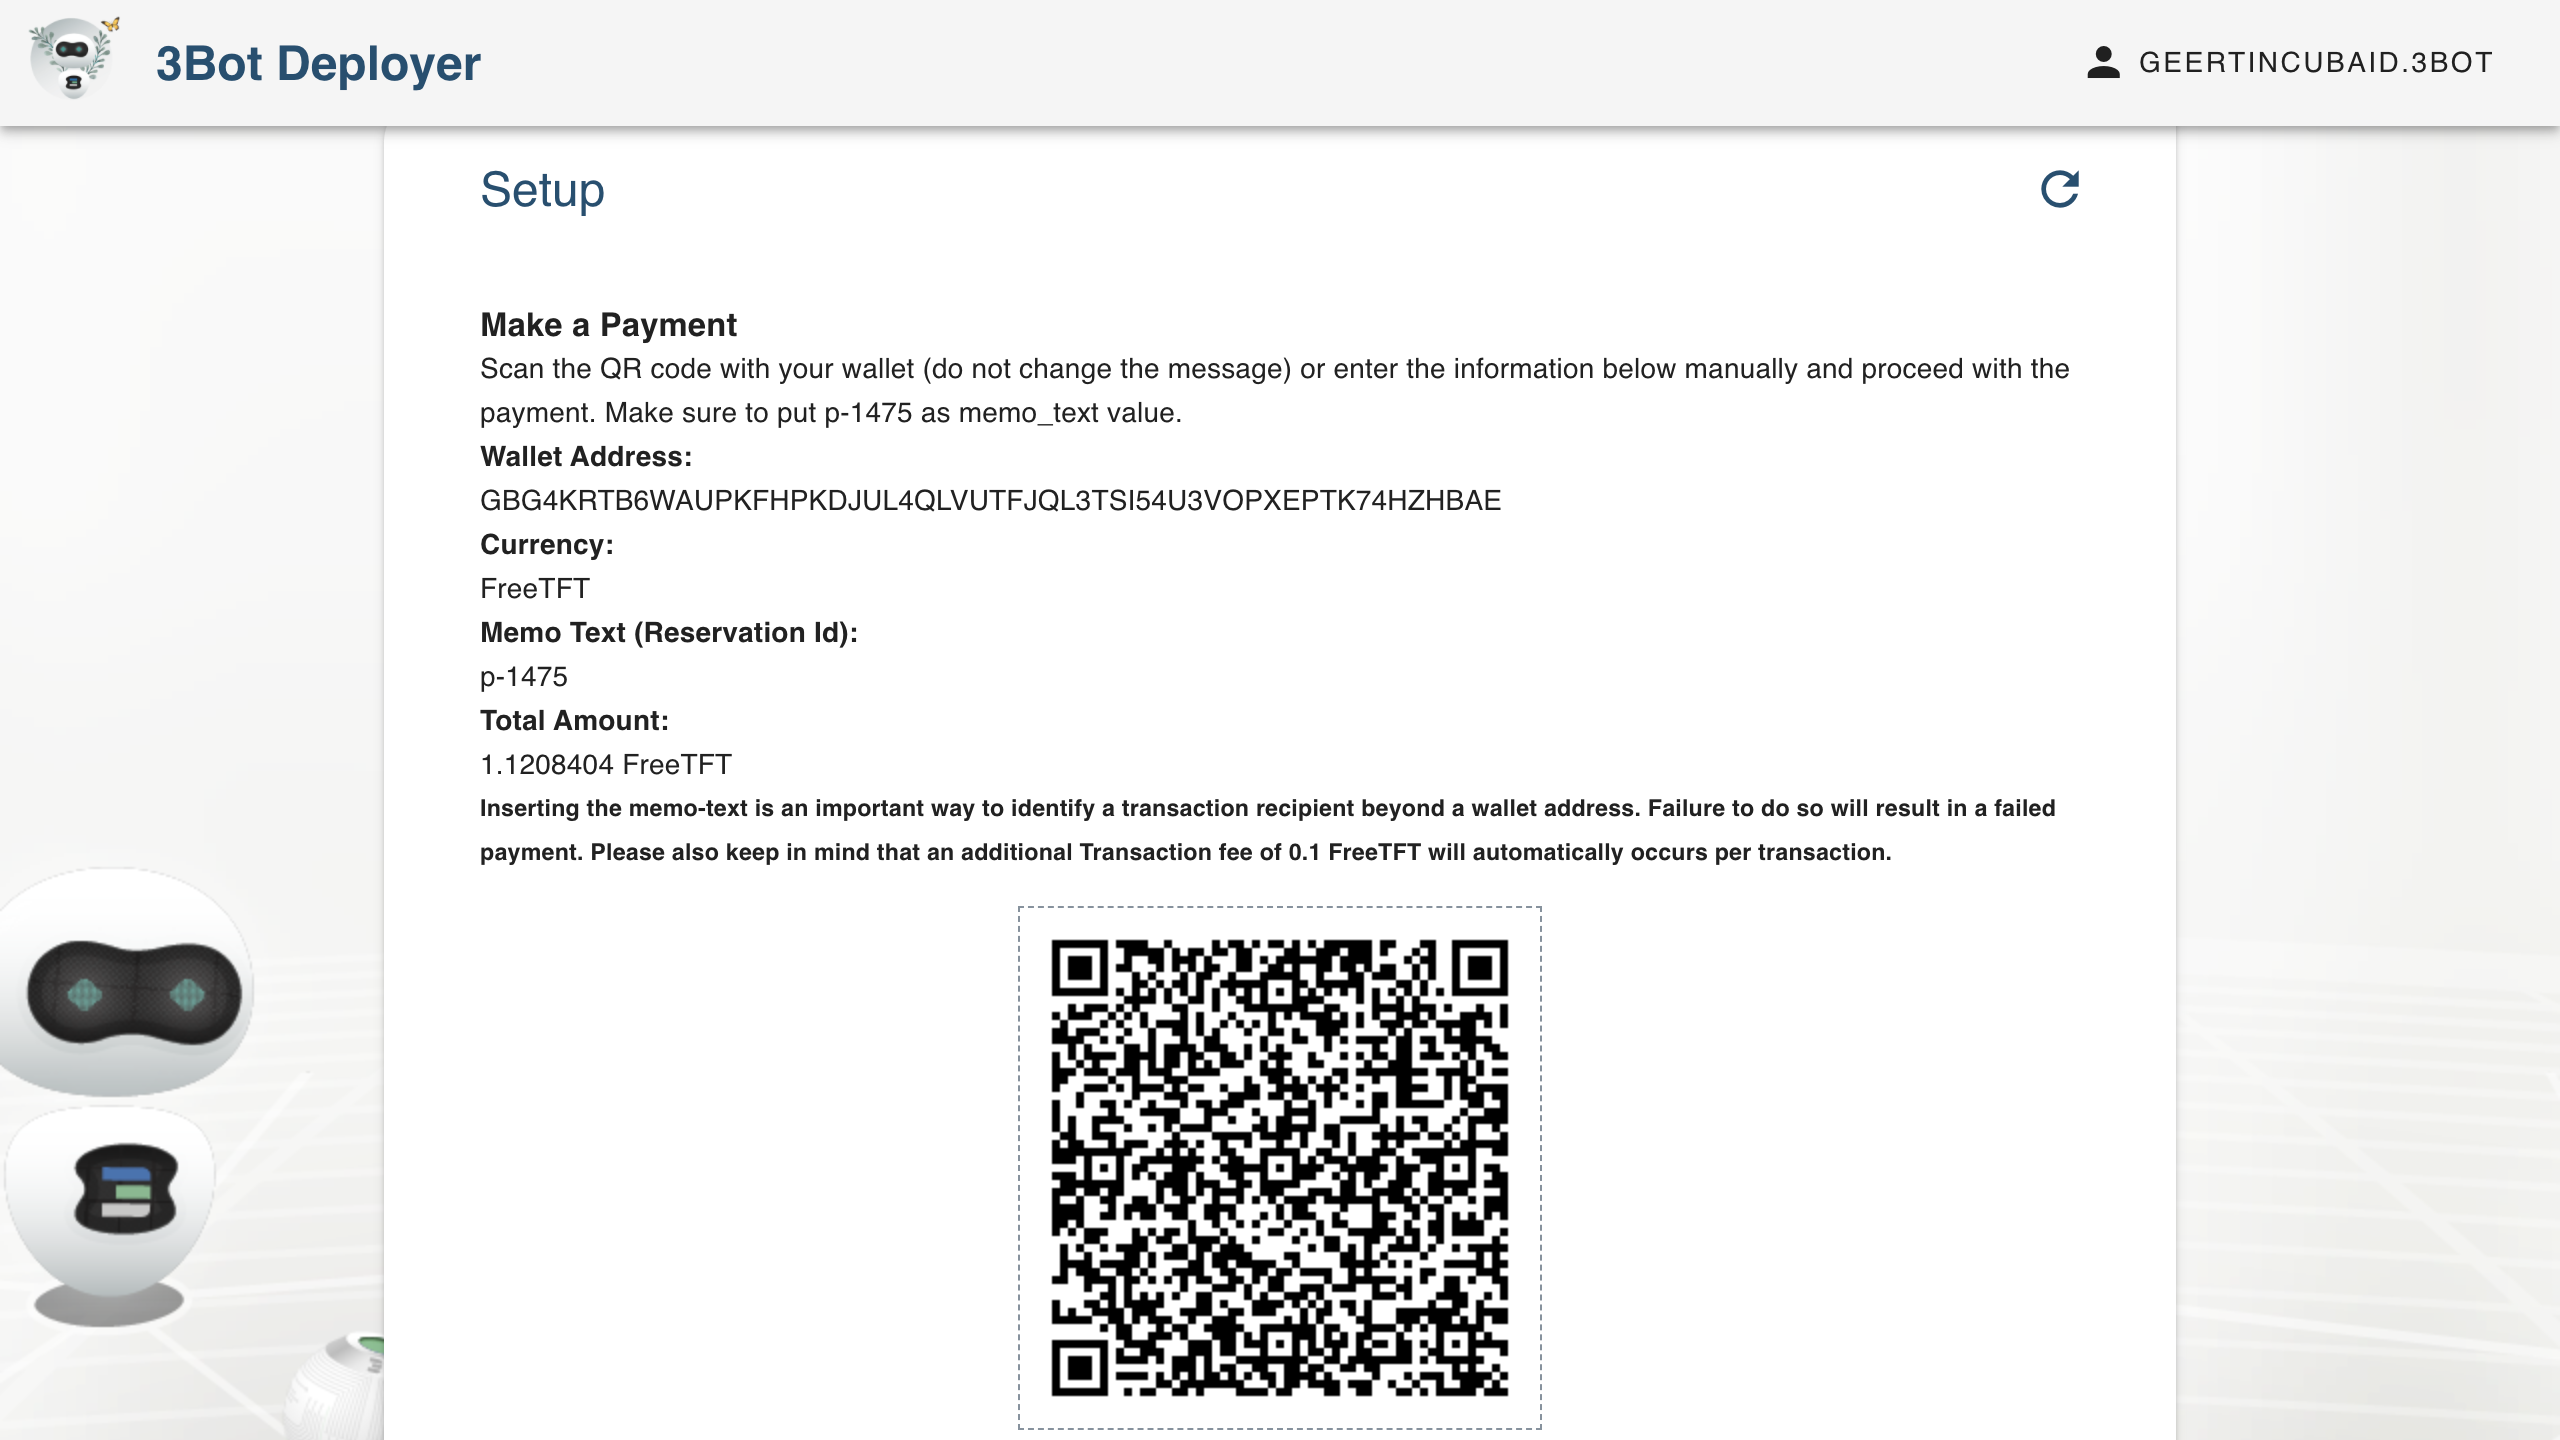 3Bot Deployer
GEERTINCUBAID.3BOT
Setup
Make a Payment
Scan the QR code with your wallet (do not change the message) or enter the information below manually and proceed with the
payment. Make sure to put p-1475 as memo_text value.
Wallet Address:
GBG4KRTB6WAUPKFHPKDJUL4QLVUTFJQL3TSI54U3VOPXEPTK74HZHBAE
Currency:
FreeTFT
Memo Text (Reservation Id):
p-1475
Total Amount:
1.1208404 FreeTFT
Inserting the memo-text is an important way to identify a transaction recipient beyond a wallet address. Failure to do so will result in a failed
payment. Please also keep in mind that an additional Transaction fee of 0.1 FreeTFT will automatically occurs per transaction.